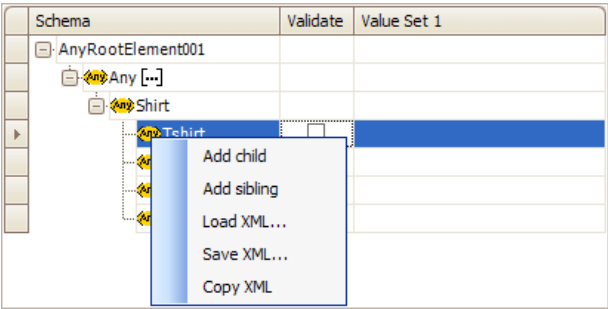 Schema Validate Value Set 1
AnyRootElement001
Any Any [...]
Any Shirt
Any Tshirt
Add child
Add sibling
Load XML...
Save XML...
Copy XML